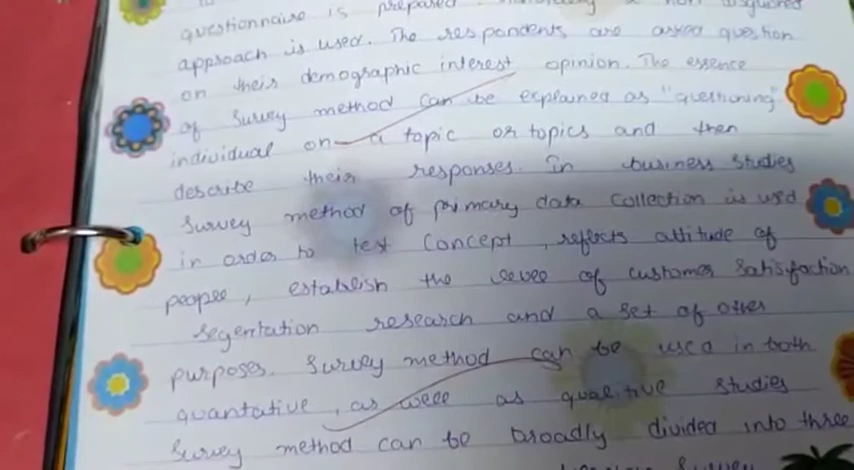 questionnaire is prepared. a non disguised
approach is used. The respondents are asked question
on their demographic interest opinion. The essence
of Survey method can be explained as "questioning"
individual on a topic or topics and then
describe their responses. In business studies
Survey method of primary data collection is used
in order to test concept, reflects attitude of
people, establish the level of customer satisfaction
segentation research and a set of other
purposes. Survey method can be used in both
quantative, as well as qualitive studies
Survey method can be broadly divided into three